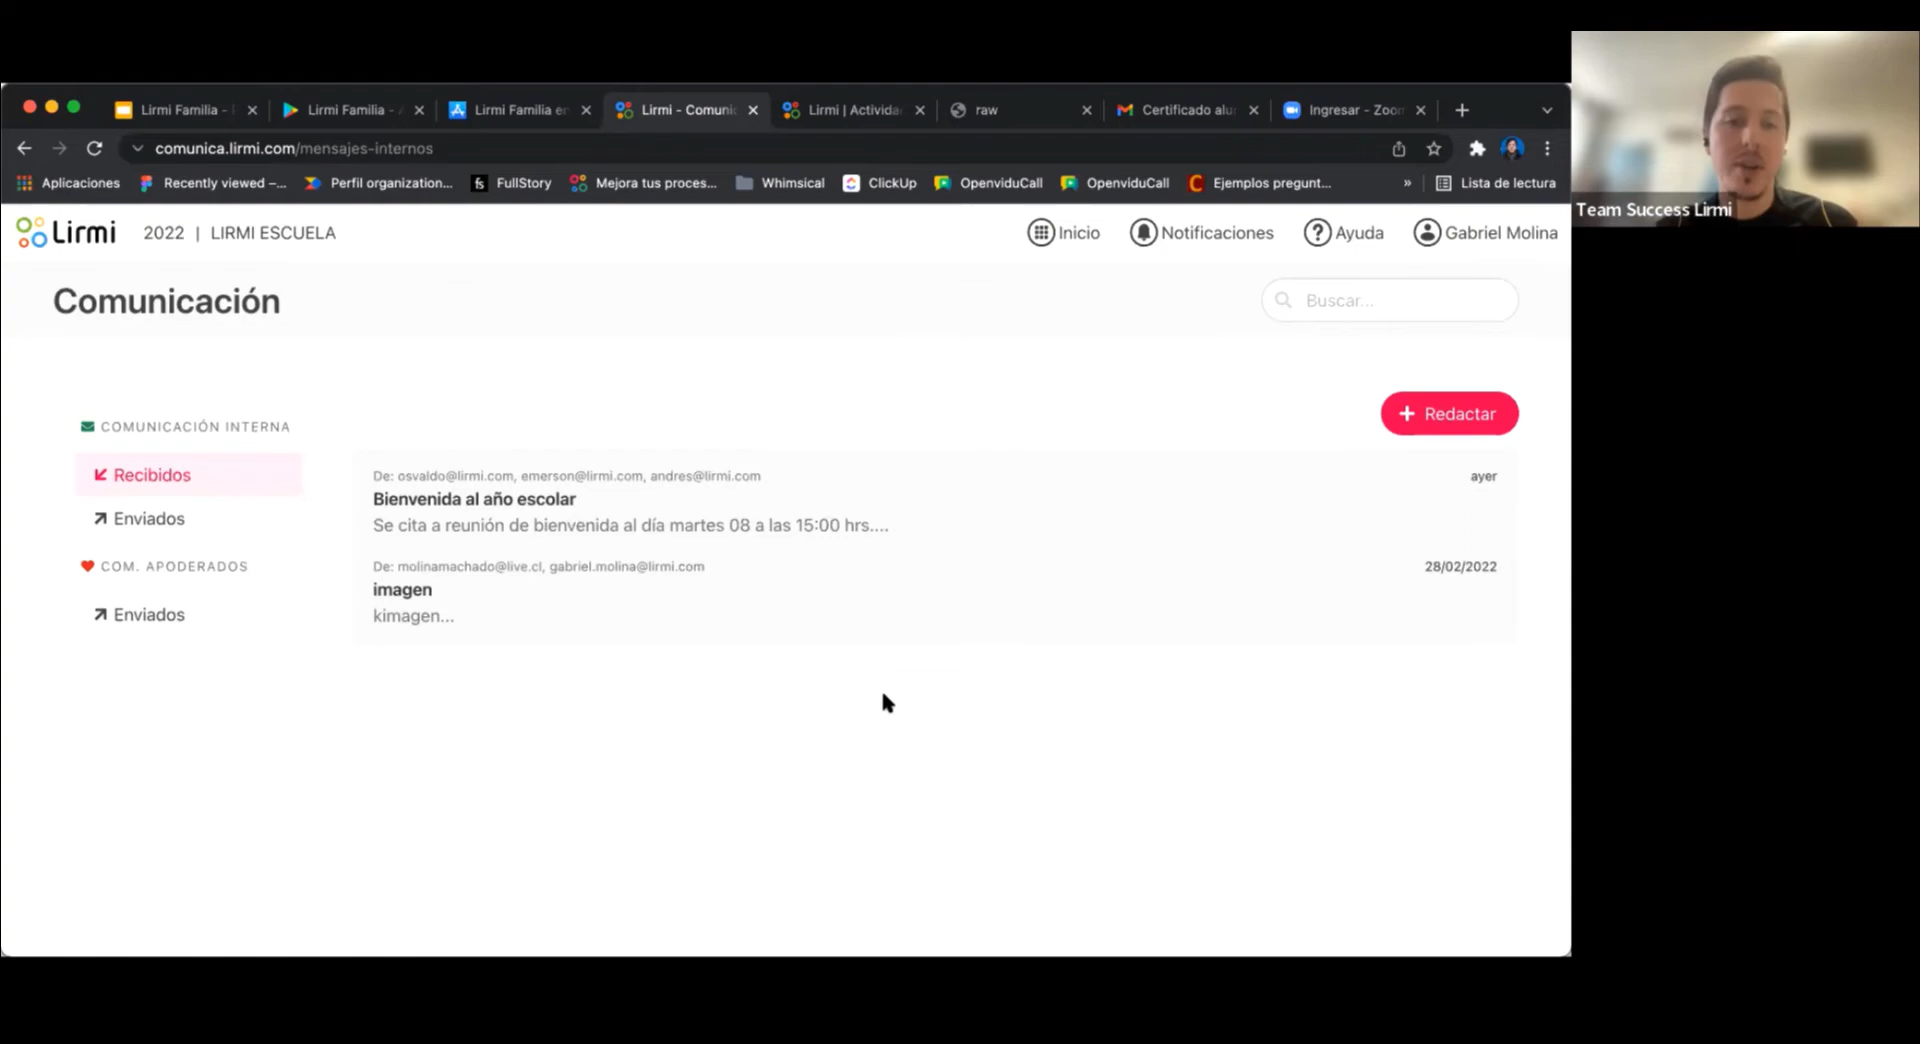 Lirmi Familia -
Lirmi Familia -
Lirmi Familia en
Lirmi - Comunic
Lirmi | Activida
raw
Certificado alu
Ingresar - Zoom
comunica.lirmi.com/mensajes-internos
Aplicaciones
Recently viewed –...
Perfil organization...
fs FullStory
Mejora tus proces...
Whimsical
ClickUp
OpenviduCall
OpenviduCall
Ejemplos pregunt...
»
Lista de lectura
Team Success Lirmi
Lirmi 2022 | LIRMI ESCUELA
Inicio
Notificaciones
? Ayuda
Gabriel Molina
Comunicación
Buscar...
+ Redactar
COMUNICACIÓN INTERNA
Recibidos
Enviados
COM. APODERADOS
Enviados
De: osvaldo@lirmi.com, emerson@lirmi.com, andres@lirmi.com
ayer
Bienvenida al año escolar
Se cita a reunión de bienvenida al día martes 08 a las 15:00 hrs....
De: molinamachado@live.cl, gabriel.molina@lirmi.com
28/02/2022
imagen
kimagen...